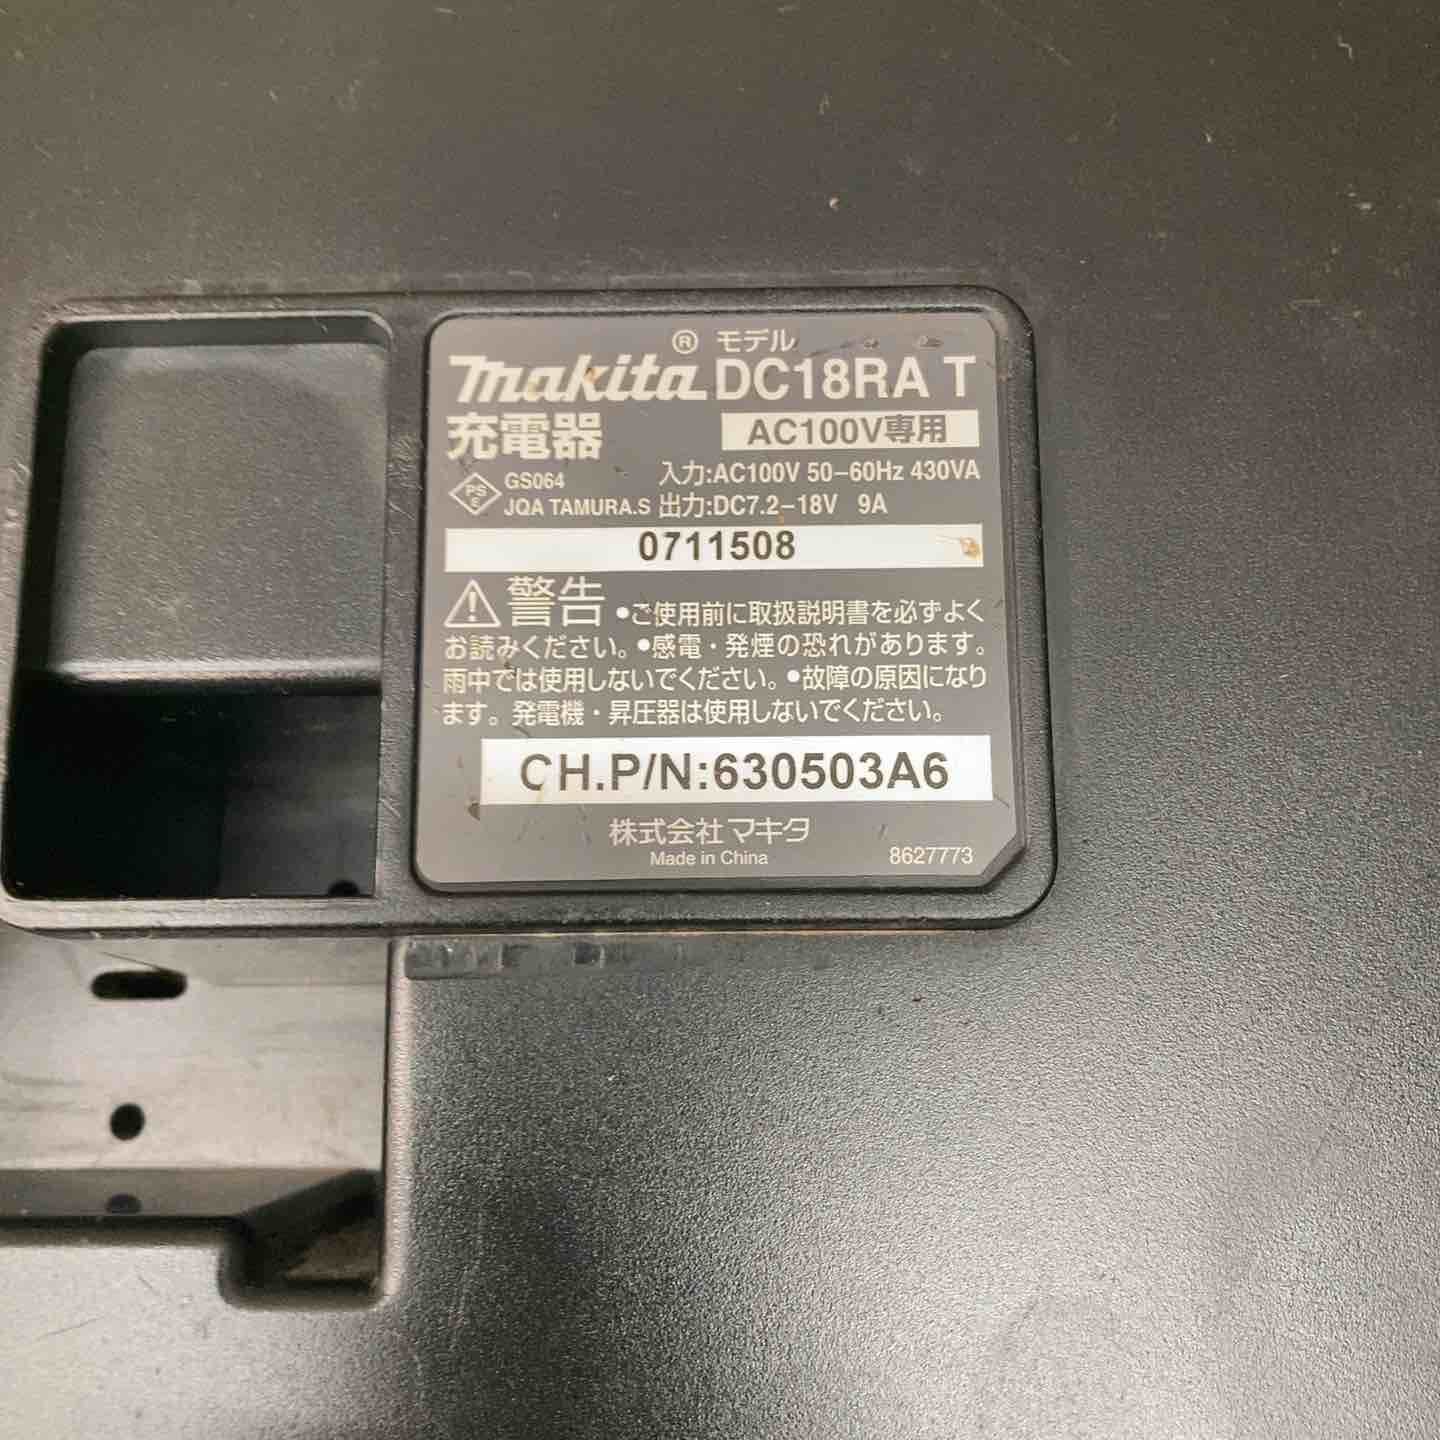 ® モデル
makita DC18RA T
充電器 AC100V専用
PS E GS064 入力:AC100V 50-60Hz 430VA
JQA TAMURA.S 出力:DC7.2-18V 9A
0711508
警告 ●ご使用前に取扱説明書を必ずよく
お読みください。●感電・発煙の恐れがあります。
雨中では使用しないでください。●故障の原因になり
ます。発電機・昇圧器は使用しないでください。
CH.P/N:630503A6
株式会社マキタ
Made in China 8627773